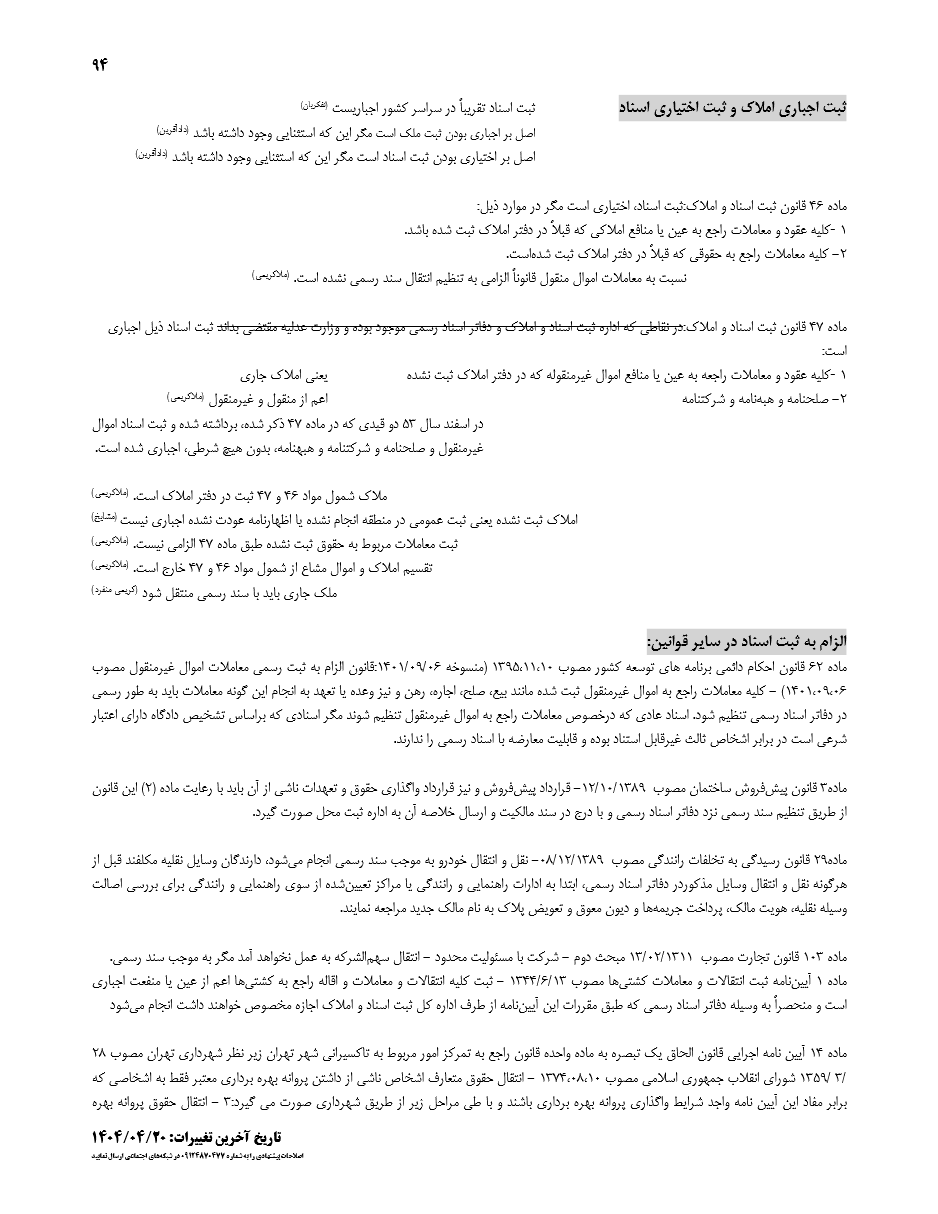 ۹۴
ثبت اجباری املاک و ثبت اختیاری اسناد
ثبت اسناد تقریباً در سراسر کشور اجباریست (تفکریان)
اصل بر اجباری بودن ثبت ملک است مگر این که استثنایی وجود داشته باشد (دادآفرین)
اصل بر اختیاری بودن ثبت اسناد است مگر این که استثنایی وجود داشته باشد (دادآفرین)
ماده ۴۶ قانون ثبت اسناد و املاک:ثبت اسناد، اختیاری است مگر در موارد ذیل:
۱ -کلیه عقود و معاملات راجع به عین یا منافع املاکی که قبلاً در دفتر املاک ثبت شده باشد.
۲- کلیه معاملات راجع به حقوقی که قبلاً در دفتر املاک ثبت شده‌است.
نسبت به معاملات اموال منقول قانوناً الزامی به تنظیم انتقال سند رسمی نشده است. (ملاکریمی)
ماده ۴۷ قانون ثبت اسناد و املاک:در نقاطی که اداره ثبت اسناد و املاک و دفاتر اسناد رسمی موجود بوده و وزارت عدلیه مقتضی بداند ثبت اسناد ذیل اجباری
است:
۱ -کلیه عقود و معاملات راجعه به عین یا منافع اموال غیرمنقوله که در دفتر املاک ثبت نشده یعنی املاک جاری
۲- صلحنامه و هبه‌نامه و شرکتنامه اعم از منقول و غیرمنقول (ملاکریمی)
در اسفند سال ۵۳ دو قیدی که در ماده ۴۷ ذکر شده، برداشته شده و ثبت اسناد اموال
غیرمنقول و صلحنامه و شرکتنامه و هبهنامه، بدون هیچ شرطی، اجباری شده است.
ملاک شمول مواد ۴۶ و ۴۷ ثبت در دفتر املاک است. (ملاکریمی)
املاک ثبت نشده یعنی ثبت عمومی در منطقه انجام نشده یا اظهارنامه عودت نشده اجباری نیست (مشایخ)
ثبت معاملات مربوط به حقوق ثبت نشده طبق ماده ۴۷ الزامی نیست. (ملاکریمی)
تقسیم املاک و اموال مشاع از شمول مواد ۴۶ و ۴۷ خارج است. (ملاکریمی)
ملک جاری باید با سند رسمی منتقل شود (کریمی منفرد)
الزام به ثبت اسناد در سایر قوانین:
ماده ۶۲ قانون احکام دائمی برنامه های توسعه کشور مصوب ۱۳۹۵،۱۱،۱۰ (منسوخه ۱۴۰۱/۰۹/۰۶:قانون الزام به ثبت رسمی معاملات اموال غیرمنقول مصوب
۱۴۰۱،۰۹،۰۶) - کلیه معاملات راجع به اموال غیرمنقول ثبت شده مانند بیع، صلح، اجاره، رهن و نیز وعده یا تعهد به انجام این گونه معاملات باید به طور رسمی
در دفاتر اسناد رسمی تنظیم شود. اسناد عادی که درخصوص معاملات راجع به اموال غیرمنقول تنظیم شوند مگر اسنادی که براساس تشخیص دادگاه دارای اعتبار
شرعی است در برابر اشخاص ثالث غیرقابل استناد بوده و قابلیت معارضه با اسناد رسمی را ندارند.
ماده۳ قانون پیش‌فروش ساختمان مصوب ۱۲/۱۰/۱۳۸۹- قرارداد پیش‌فروش و نیز قرارداد واگذاری حقوق و تعهدات ناشی از آن باید با رعایت ماده (۲) این قانون
از طریق تنظیم سند رسمی نزد دفاتر اسناد رسمی و با درج در سند مالکیت و ارسال خلاصه آن به اداره ثبت محل صورت گیرد.
ماده۲۹ قانون رسیدگی به تخلفات رانندگی مصوب ۰۸/۱۲/۱۳۸۹- نقل و انتقال خودرو به موجب سند رسمی انجام می‌شود، دارندگان وسایل نقلیه مکلفند قبل از
هرگونه نقل و انتقال وسایل مذکوردر دفاتر اسناد رسمی، ابتدا به ادارات راهنمایی و رانندگی یا مراکز تعیین‌شده از سوی راهنمایی و رانندگی برای بررسی اصالت
وسیله نقلیه، هویت مالک، پرداخت جریمه‌ها و دیون معوق و تعویض پلاک به نام مالک جدید مراجعه نمایند.
ماده ۱۰۳ قانون تجارت مصوب ۱۳/۰۲/۱۳۱۱ مبحث دوم - شرکت با مسئولیت محدود - انتقال سهم‌الشرکه به عمل نخواهد آمد مگر به موجب سند رسمی.
ماده ۱ آیین‌نامه ثبت انتقالات و معاملات کشتی‌ها مصوب ۱۳۴۴/۶/۱۳ - ثبت کلیه انتقالات و معاملات و اقاله راجع به کشتی‌ها اعم از عین یا منفعت اجباری
است و منحصراً به وسیله دفاتر اسناد رسمی که طبق مقررات این آیین‌نامه از طرف اداره کل ثبت اسناد و املاک اجازه مخصوص خواهند داشت انجام می‌شود
ماده ۱۴ آیین نامه اجرایی قانون الحاق یک تبصره به ماده واحده قانون راجع به تمرکز امور مربوط به تاکسیرانی شهر تهران زیر نظر شهرداری تهران مصوب ۲۸
/۳ /۱۳۵۹ شورای انقلاب جمهوری اسلامی مصوب ۱۳۷۴،۰۸،۱۰ - انتقال حقوق متعارف اشخاص ناشی از داشتن پروانه بهره برداری معتبر فقط به اشخاصی که
برابر مفاد این آیین نامه واجد شرایط واگذاری پروانه بهره برداری باشند و با طی مراحل زیر از طریق شهرداری صورت می گیرد:۳ - انتقال حقوق پروانه بهره
تاریخ آخرین تغییرات: ۱۴۰۴/۰۴/۲۰
اصلاحات پیشنهادی را به شماره ۰۹۱۲۴۸۷۰۴۷۷ در شبکه‌های اجتماعی ارسال نمایید